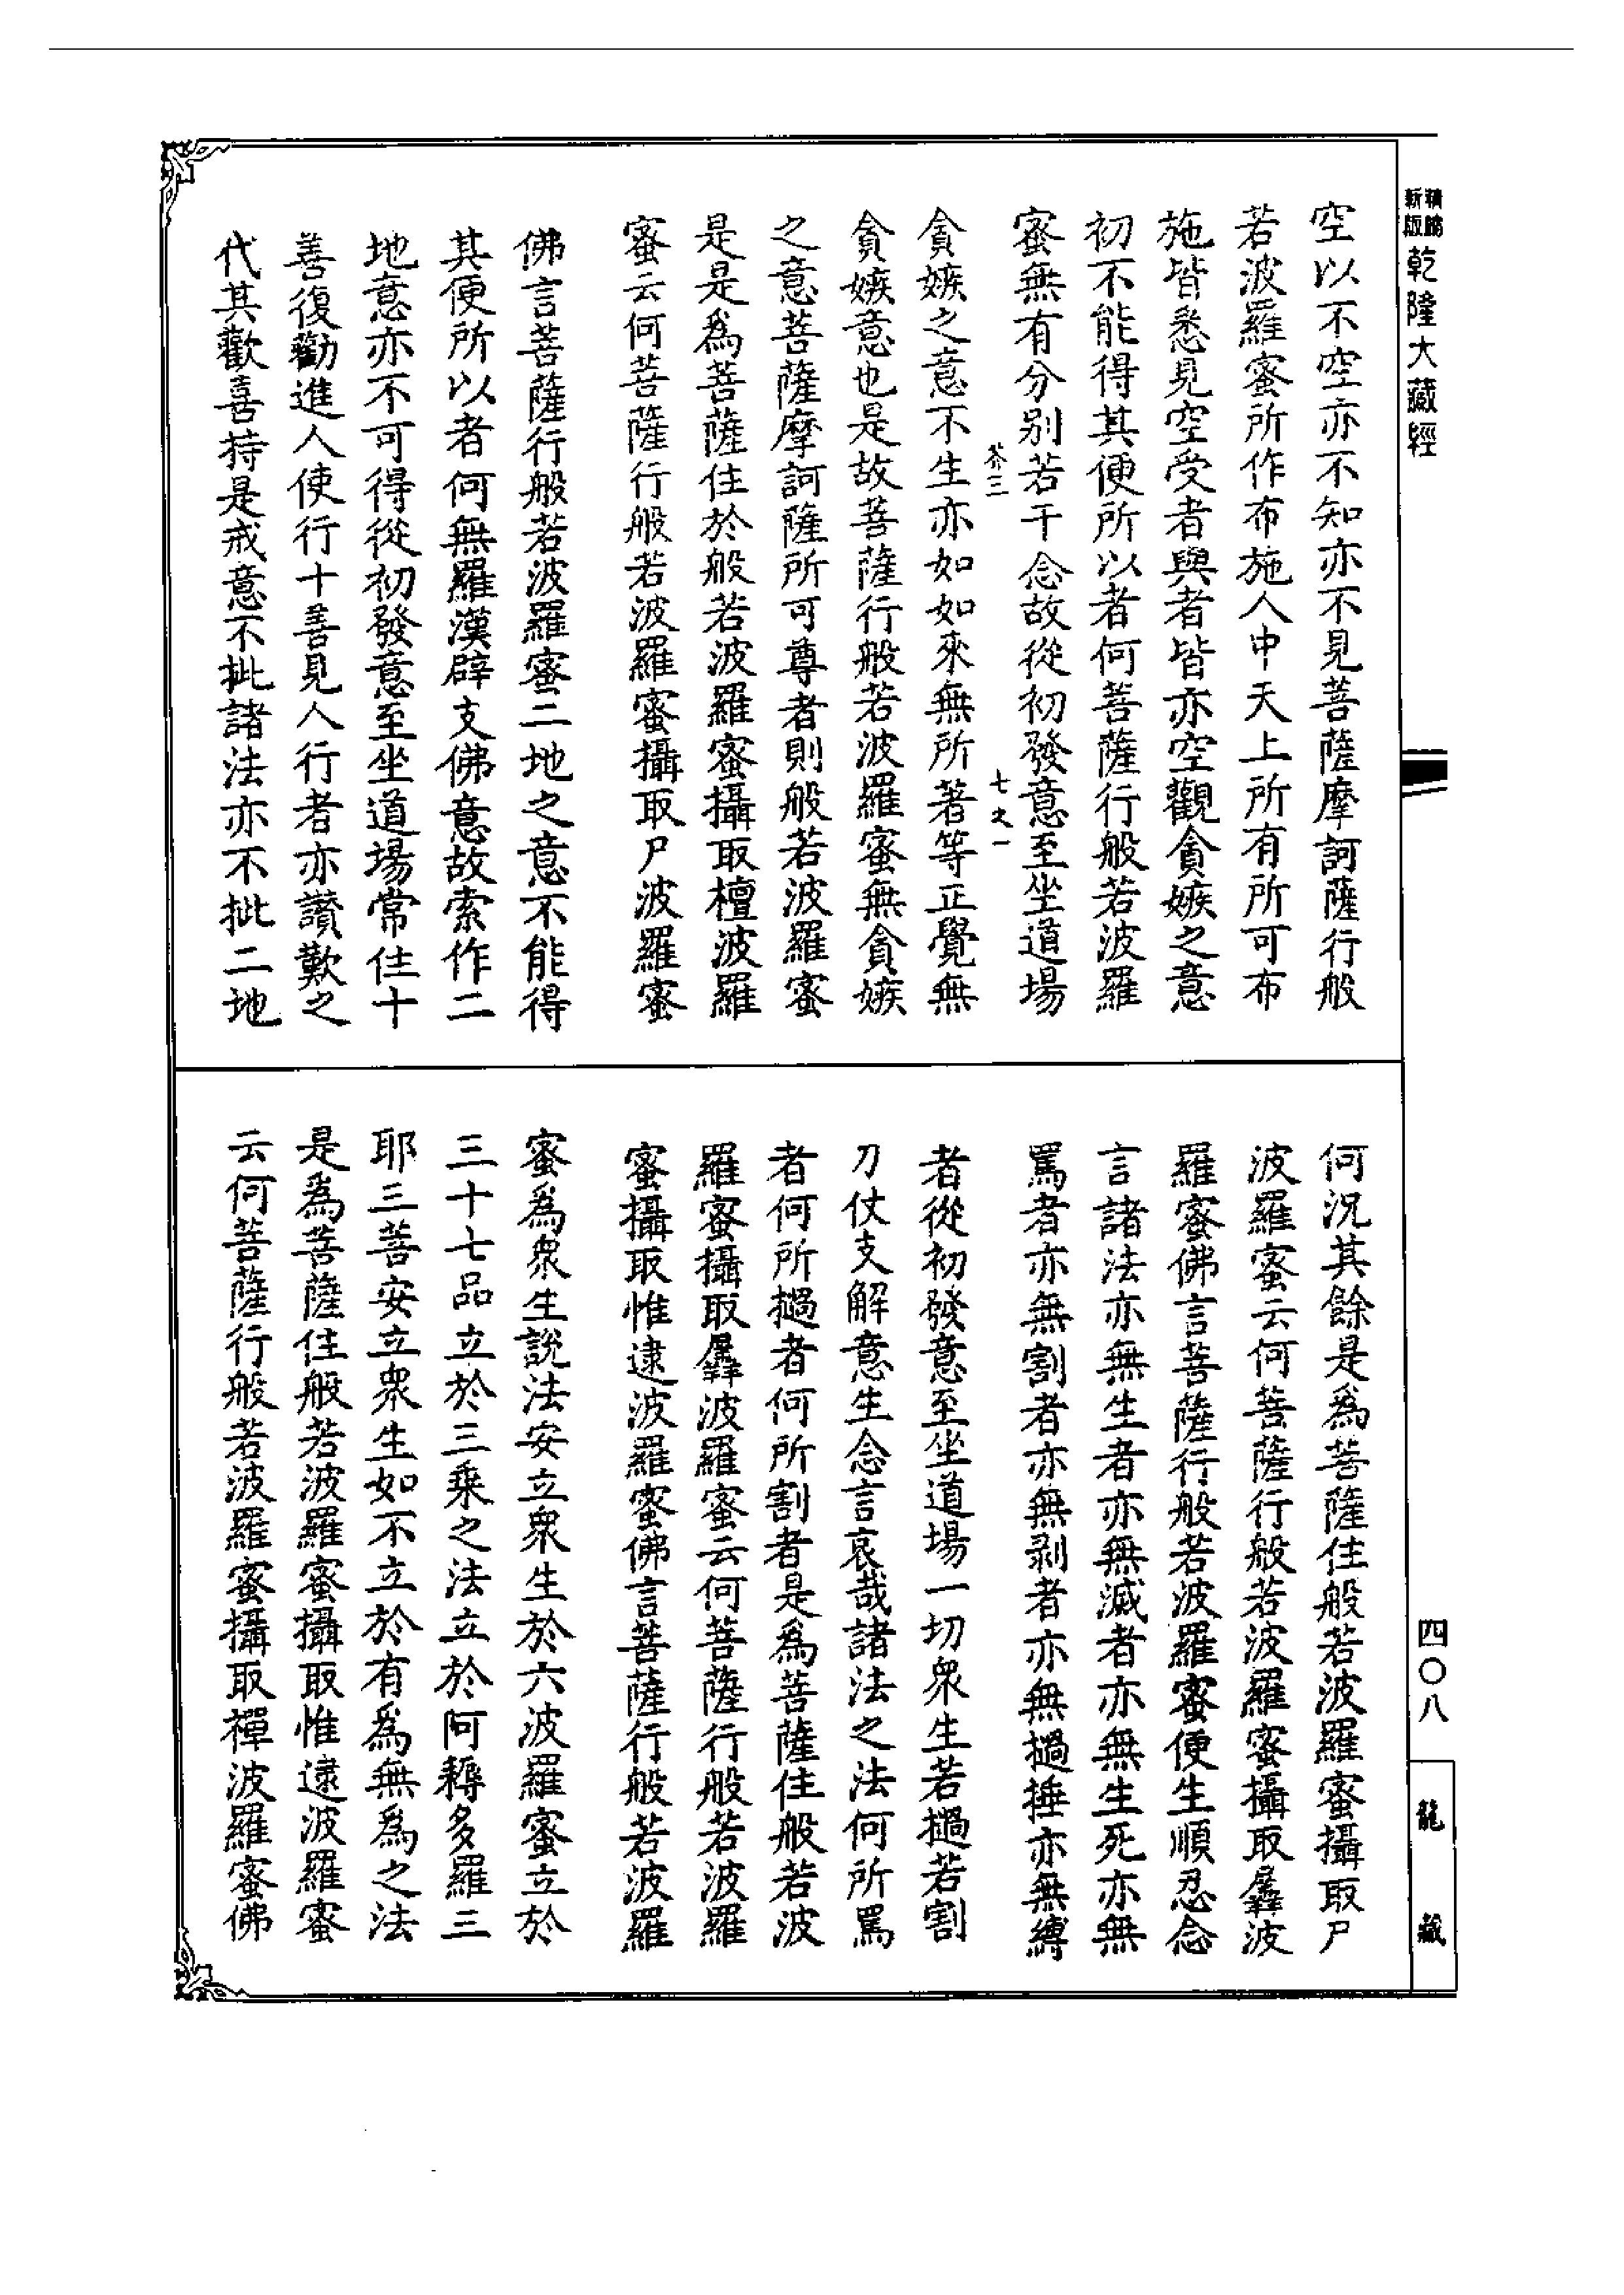 新版 精縮 乾隆大藏經
空以不空亦不知亦不見菩薩摩訶薩行般
若波羅蜜所作布施人中天上所有所可布
施皆悉見空受者與者皆亦空觀貪嫉之意
初不能得其便所以者何菩薩行般若波羅
蜜無有分別若干念故從初發意至坐道場
七之一
貪嫉之意不生亦如如來無所著等正覺無
貪嫉意也是故菩薩行般若波羅蜜無貪嫉
之意菩薩摩訶薩所可尊者則般若波羅蜜
是是為菩薩住於般若波羅蜜攝取檀波羅
蜜云何菩薩行般若波羅蜜攝取尸波羅蜜
佛言菩薩行般若波羅蜜二地之意不能得
其便所以者何無羅漢辟支佛意故索作二
地意亦不可得從初發意至坐道場常住十
善復勸進人使行十善見人行者亦讚歎之
代其歡喜持是戒意不批諸法亦不批二地
何況其餘是為菩薩住般若波羅蜜攝取尸
波羅蜜云何菩薩行般若波羅蜜攝取羼波
羅蜜佛言菩薩行般若波羅蜜便生順忍念
言諸法亦無生者亦無滅者亦無生死亦無
罵者亦無割者亦無剥者亦無撾捶亦無縛
者從初發意至坐道場一切眾生若撾若割
刀仗支解意生念言哀哉諸法之法何所罵
者何所撾者何所割者是為菩薩住般若波
羅蜜攝取羼波羅蜜云何菩薩行般若波羅
蜜攝取惟逮波羅蜜佛言菩薩行般若波羅
蜜為眾生說法安立眾生於六波羅蜜立於
三十七品立於三乘之法立於阿耨多羅三
耶三菩安立眾生如不立於有為無為之法
是為菩薩住般若波羅蜜攝取惟逮波羅蜜
云何菩薩行般若波羅蜜攝取禪波羅蜜佛
四〇八
龍藏